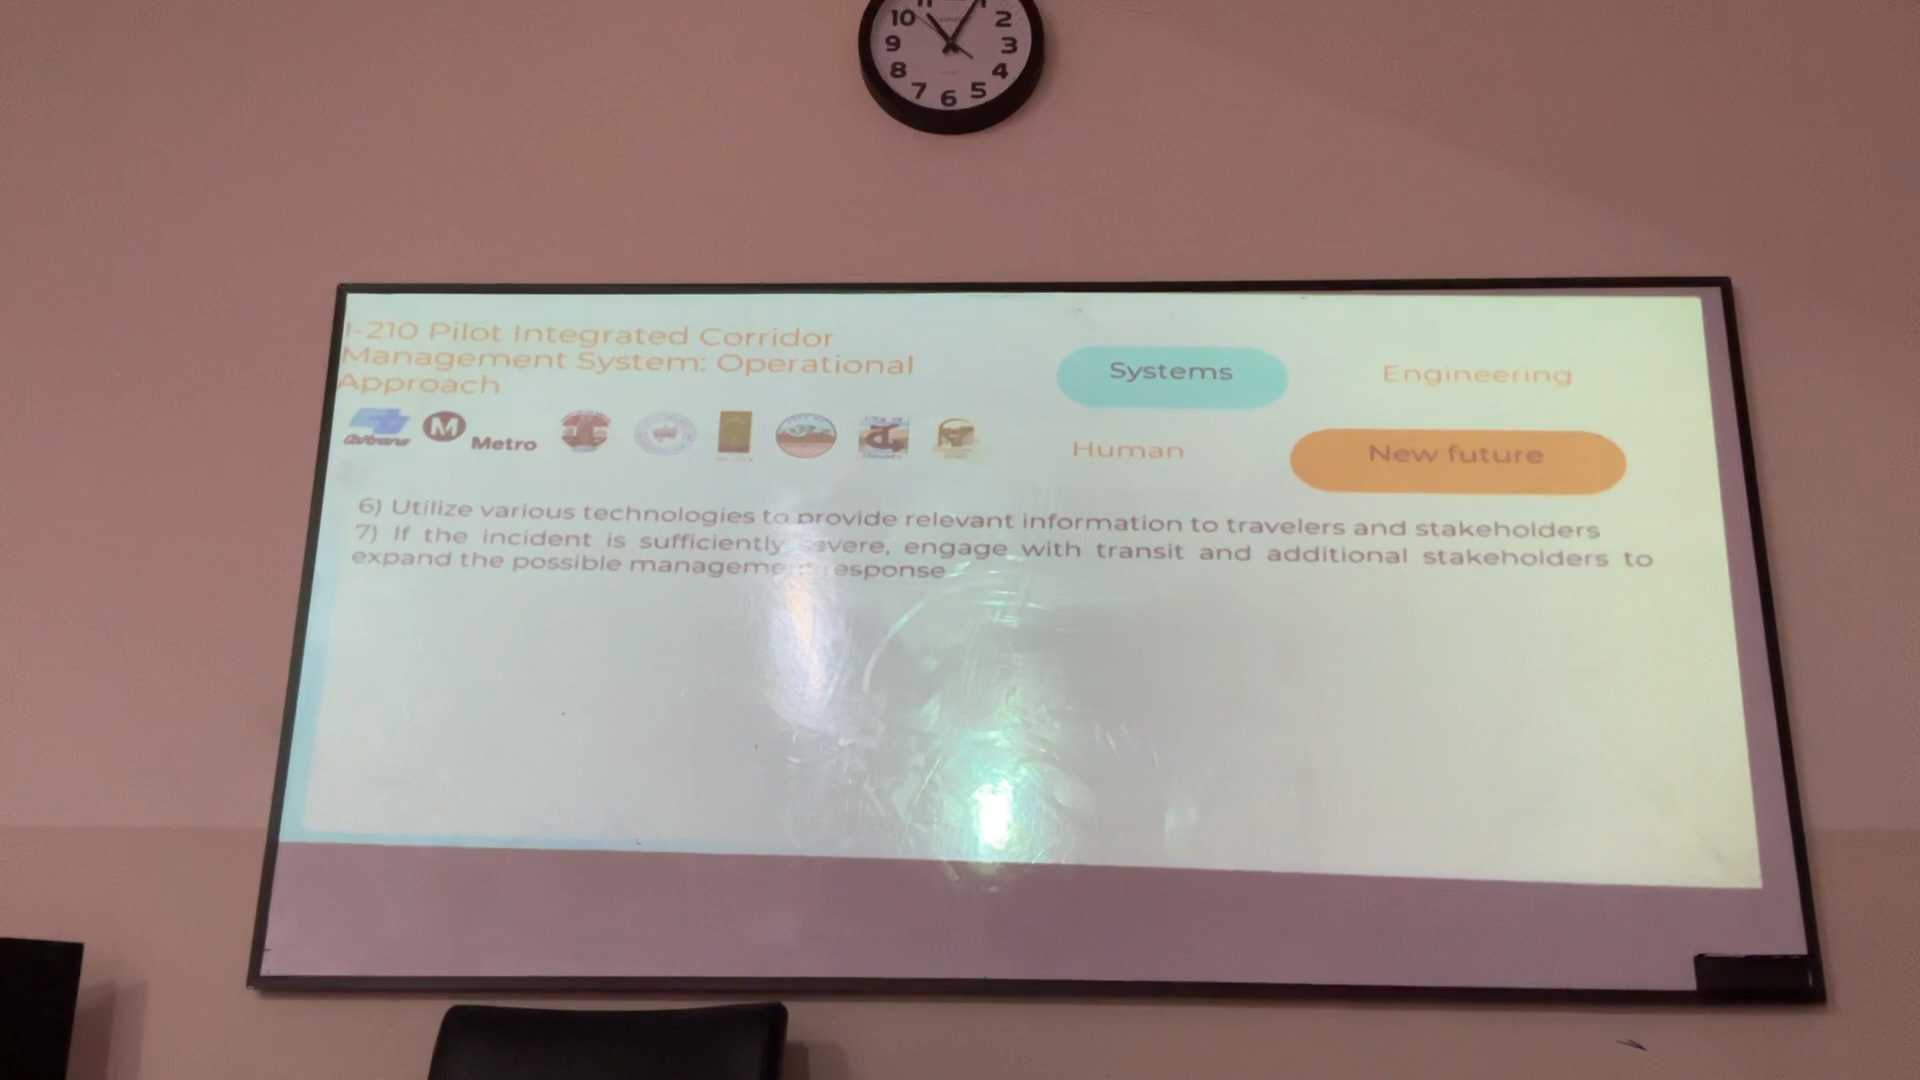 10 2
9 3
8 4
7 6 5
I-210 Pilot Integrated Corridor
Management System: Operational
Approach
Systems
Engineering
Caltrans
M Metro
Human
New future
6) Utilize various technologies to provide relevant information to travelers and stakeholders
7) If the incident is sufficiently severe, engage with transit and additional stakeholders to
expand the possible management response